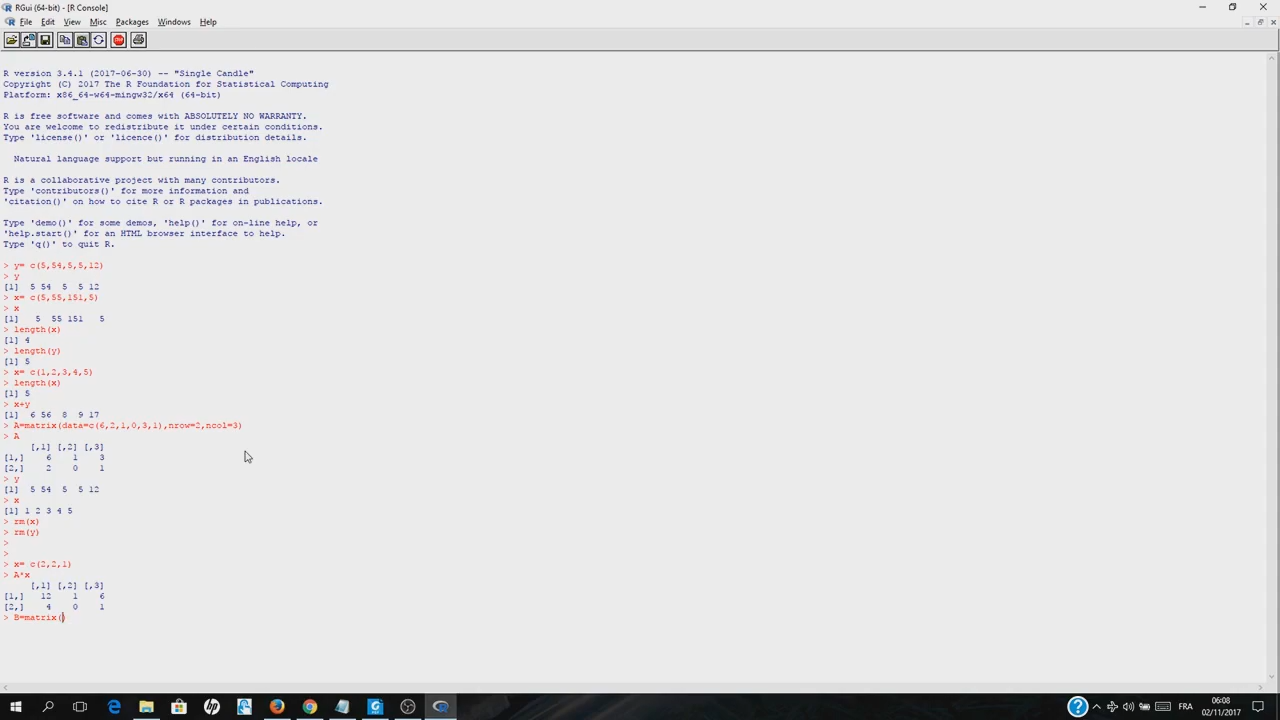 RGui (64-bit) - [R Console]
File Edit View Misc Packages Windows Help
R version 3.4.1 (2017-06-30) -- "Single Candle"
Copyright (C) 2017 The R Foundation for Statistical Computing
Platform: x86_64-w64-mingw32/x64 (64-bit)
R is free software and comes with ABSOLUTELY NO WARRANTY.
You are welcome to redistribute it under certain conditions.
Type 'license()' or 'licence()' for distribution details.
Natural language support but running in an English locale
R is a collaborative project with many contributors.
Type 'contributors()' for more information and
'citation()' on how to cite R or R packages in publications.
Type 'demo()' for some demos, 'help()' for on-line help, or
'help.start()' for an HTML browser interface to help.
Type 'q()' to quit R.
> y= c(5,54,5,5,12)
> y
[1]  5 54  5  5 12
> x= c(5,55,151,5)
> x
[1]   5  55 151   5
> length(x)
[1] 4
> length(y)
[1] 5
> x= c(1,2,3,4,5)
> length(x)
[1] 5
> x+y
[1]  6 56  8  9 17
> A=matrix(data=c(6,2,1,0,3,1),nrow=2,ncol=3)
> A
     [,1] [,2] [,3]
[1,]    6    1    3
[2,]    2    0    1
> y
[1]  5 54  5  5 12
> x
[1] 1 2 3 4 5
> rm(x)
> rm(y)
>
>
> x= c(2,2,1)
> A*x
     [,1] [,2] [,3]
[1,]   12    1    6
[2,]    4    0    1
> B=matrix()
FRA
06:08
02/11/2017